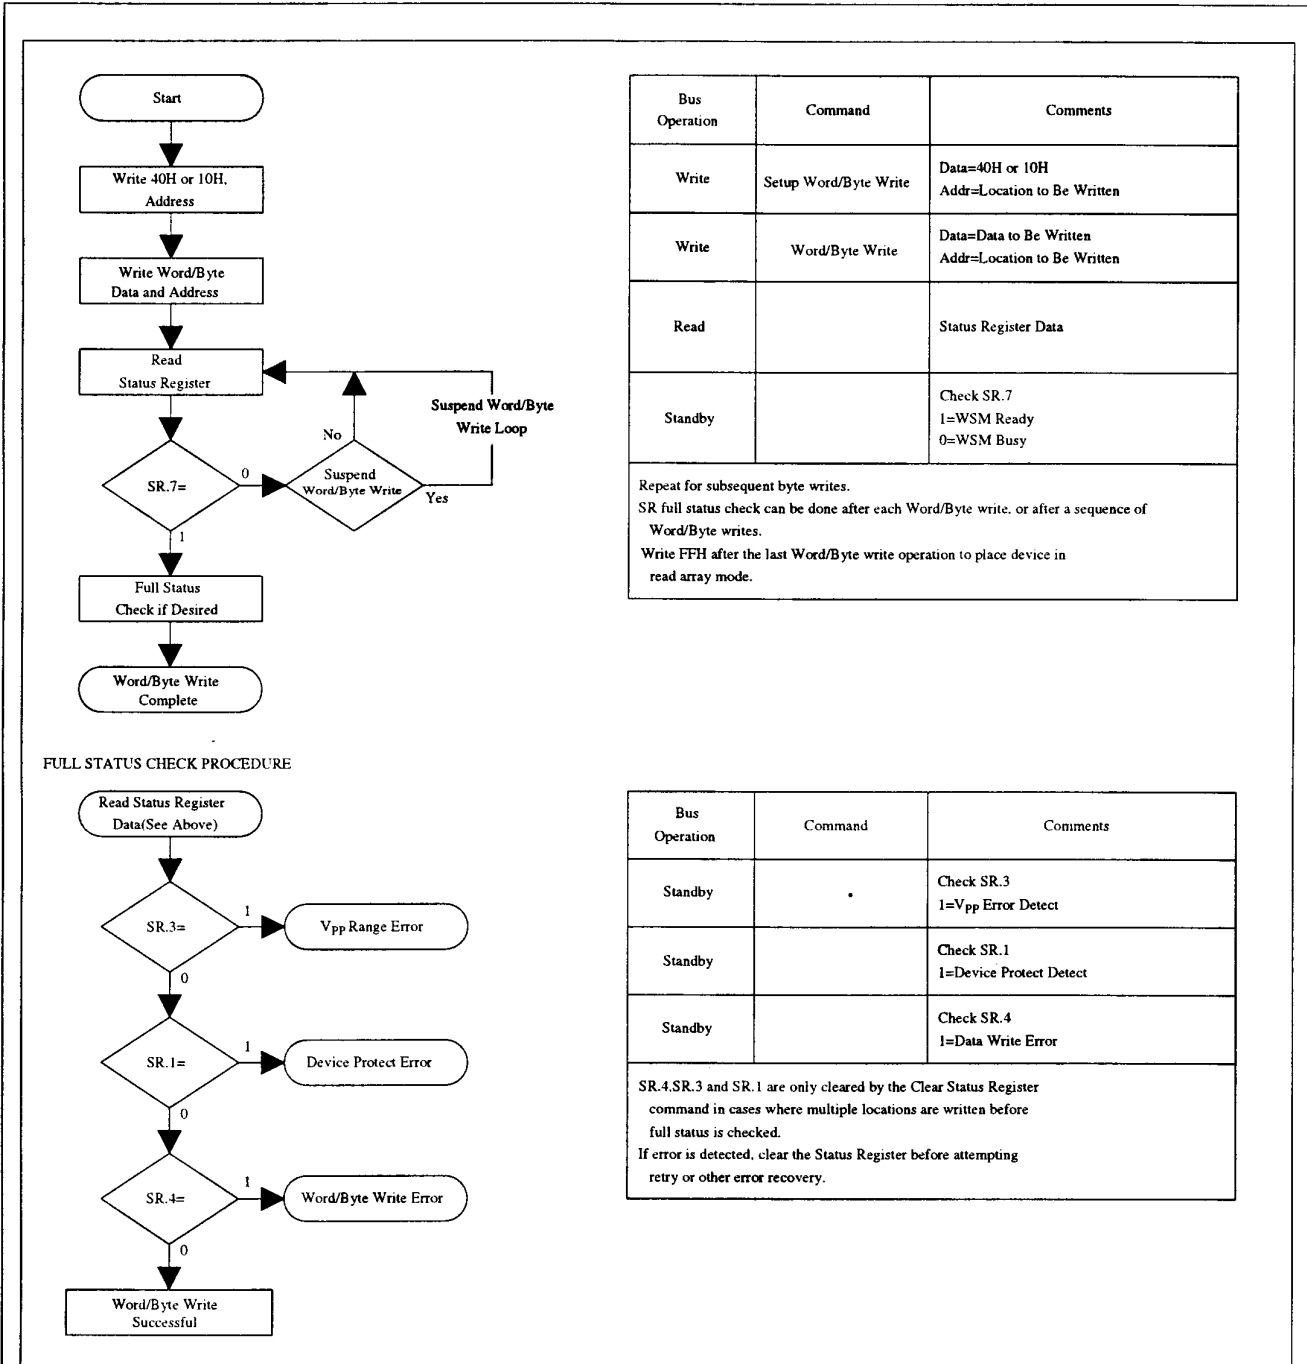 Start
Write 40H or 10H,
Address
Write Word/Byte
Data and Address
Read
Status Register
Suspend Word/Byte
Write Loop
No
SR.7=
0
Suspend
Word/Byte Write
Yes
1
Full Status
Check if Desired
Word/Byte Write
Complete
Bus
Operation
Command
Comments
Write
Setup Word/Byte Write
Data=40H or 10H
Addr=Location to Be Written
Write
Word/Byte Write
Data=Data to Be Written
Addr=Location to Be Written
Read
Status Register Data
Standby
Check SR.7
1=WSM Ready
0=WSM Busy
Repeat for subsequent byte writes.
SR full status check can be done after each Word/Byte write, or after a sequence of
Word/Byte writes.
Write FFH after the last Word/Byte write operation to place device in
read array mode.
FULL STATUS CHECK PROCEDURE
Read Status Register
Data(See Above)
SR.3=
1
VPP Range Error
0
SR.1=
1
Device Protect Error
0
SR.4=
1
Word/Byte Write Error
0
Word/Byte Write
Successful
Bus
Operation
Command
Comments
Standby
Check SR.3
1=VPP Error Detect
Standby
Check SR.1
1=Device Protect Detect
Standby
Check SR.4
1=Data Write Error
SR.4.SR.3 and SR.1 are only cleared by the Clear Status Register
command in cases where multiple locations are written before
full status is checked.
If error is detected, clear the Status Register before attempting
retry or other error recovery.